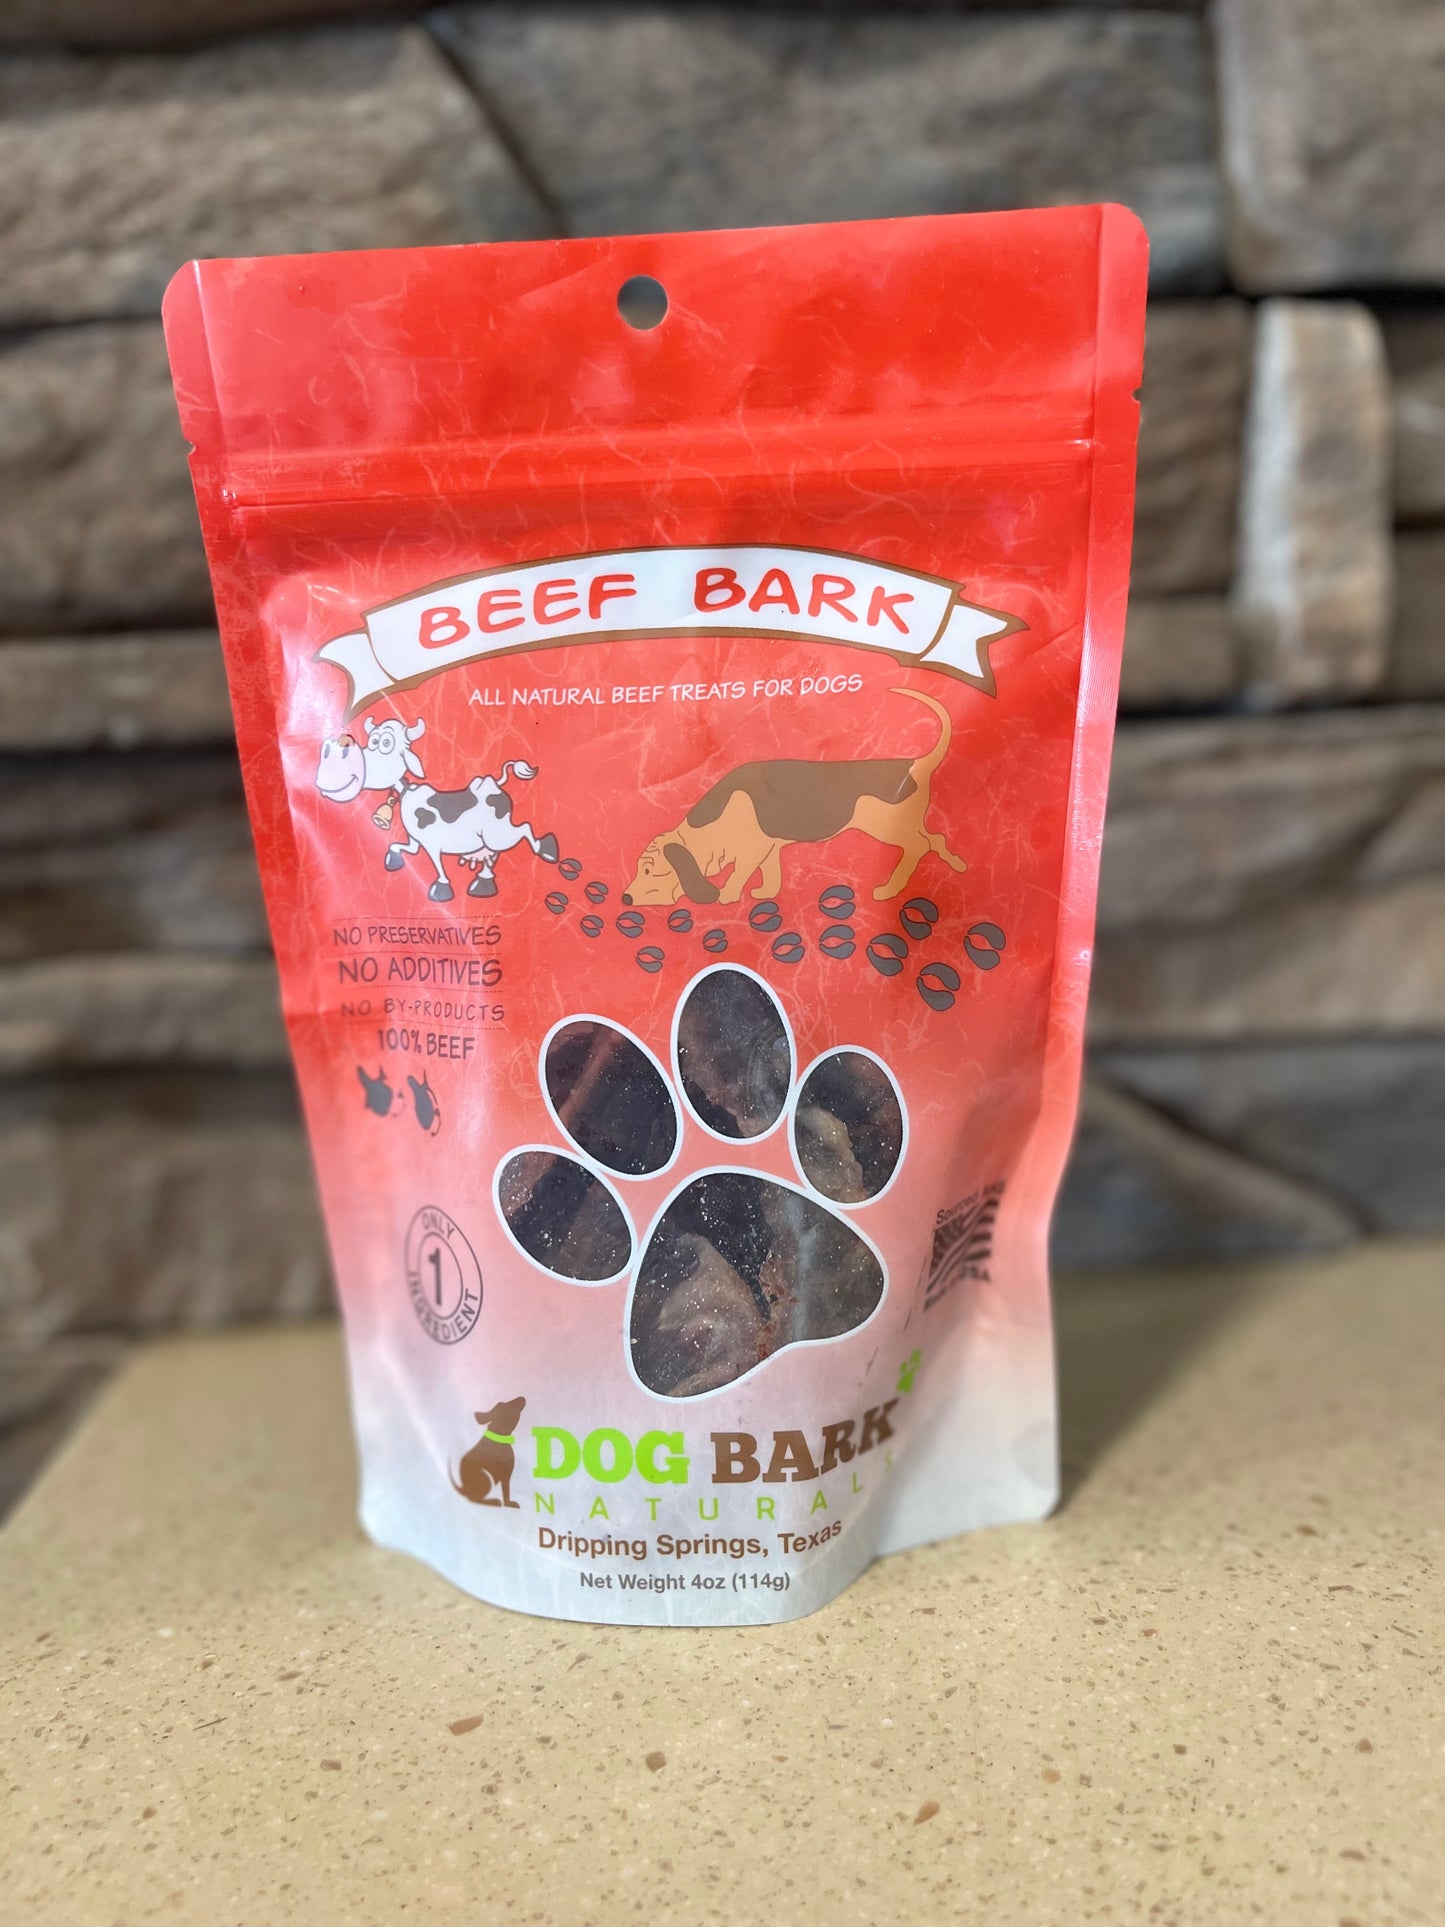 BEEF BARK
ALL NATURAL BEEF TREATS FOR DOGS
NO PRESERVATIVES
NO ADDITIVES
NO BY-PRODUCTS
100% BEEF
ONLY
1
INGREDIENT
Sourced
DOG BARK
NATURALS
Dripping Springs, Texas
Net Weight 4oz (114g)